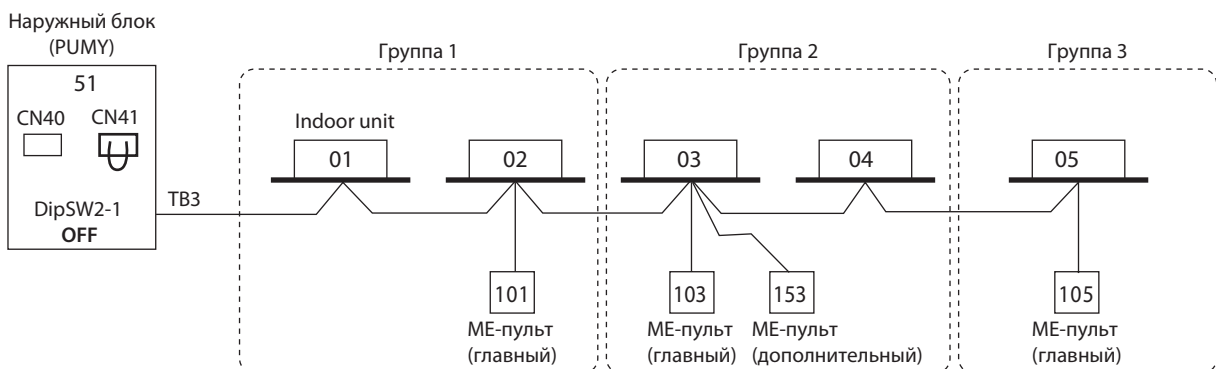 Наружный блок
(PUMY)
51
CN40 CN41
DipSW2-1
OFF
TB3
Группа 1
Indoor unit
01
02
101
ME-пульт
(главный)
Группа 2
03
04
103
153
ME-пульт
(главный)
ME-пульт
(дополнительный)
Группа 3
05
105
ME-пульт
(главный)